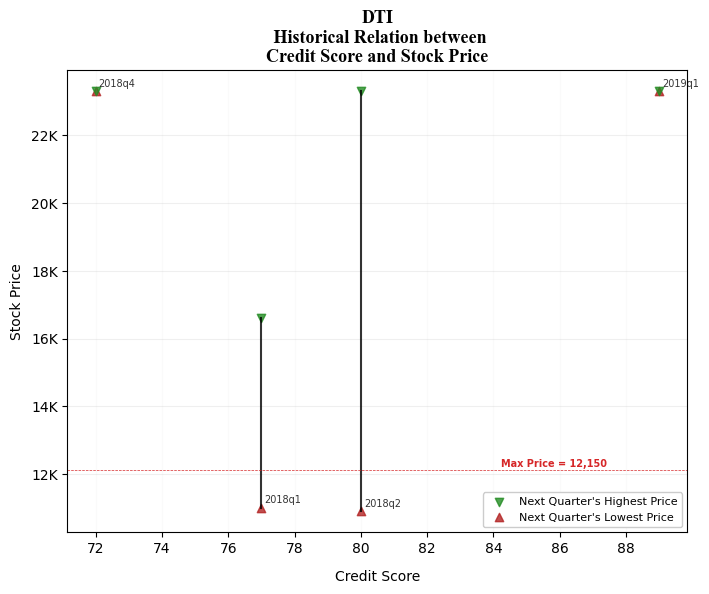 DTI
Historical Relation between
Credit Score and Stock Price
2018q4
2019q1
22K
20K
18K
16K
14K
12K
Stock Price
Max Price = 12,150
2018q1
2018q2
Next Quarter's Highest Price
Next Quarter's Lowest Price
72
74
76
78
80
82
84
86
88
Credit Score